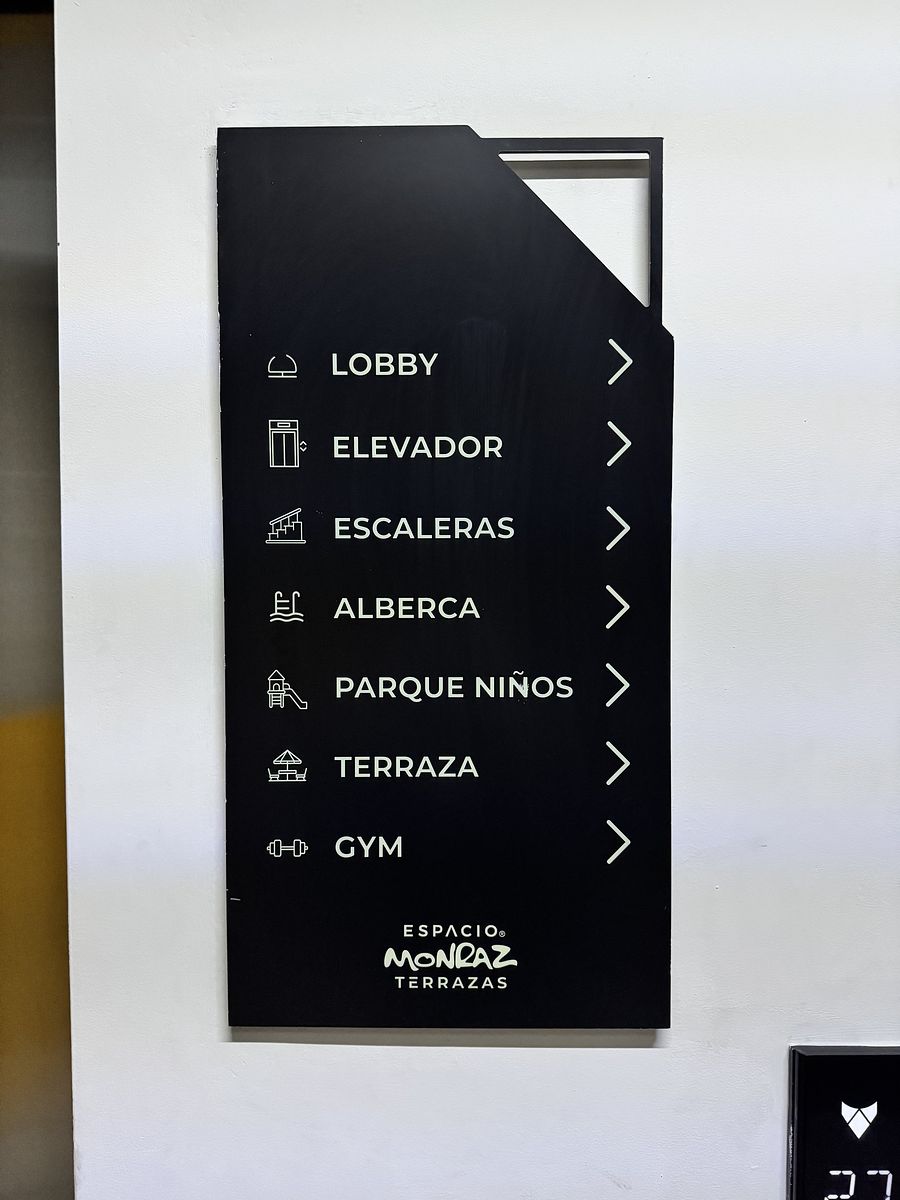 LOBBY
ELEVADOR
ESCALERAS
ALBERCA
PARQUE NIÑOS
TERRAZA
GYM
ESPACIO®
MONRAZ
TERRAZAS